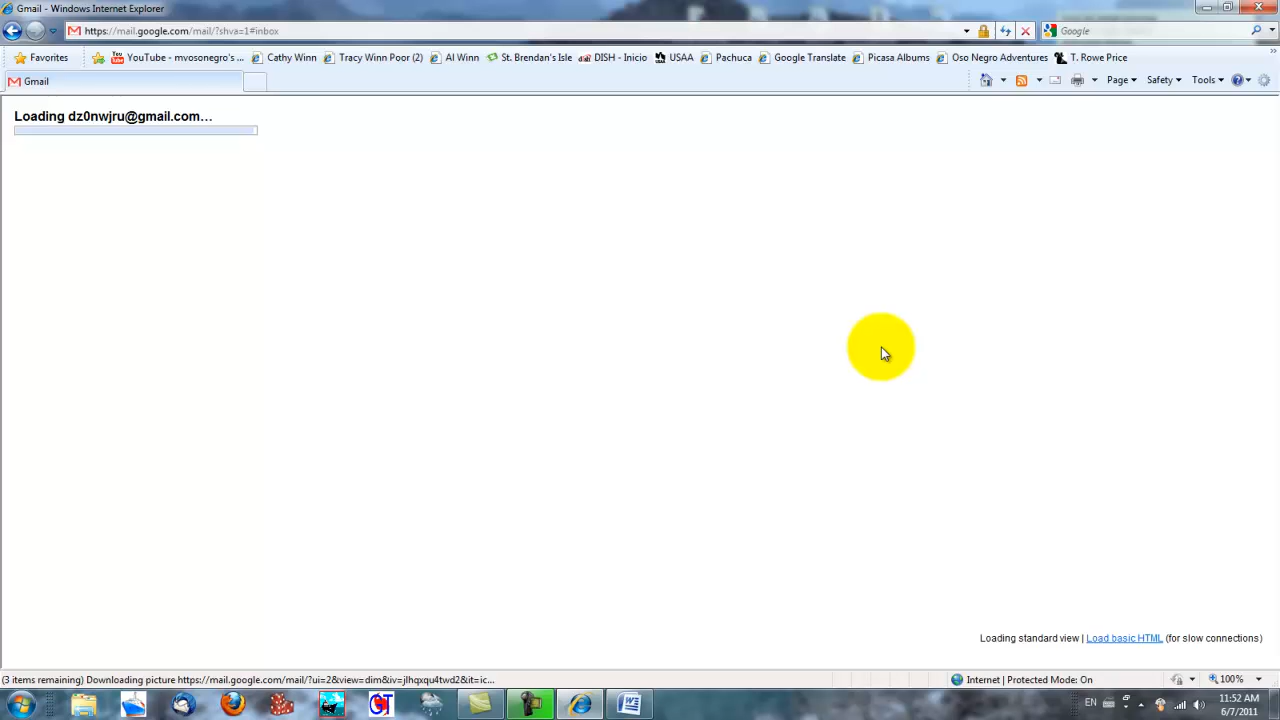 Gmail - Windows Internet Explorer
https://mail.google.com/mail/?shva=1#inbox
Google
Favorites
YouTube - mvosonegro's ...
Cathy Winn
Tracy Winn Poor (2)
Al Winn
St. Brendan's Isle
DISH - Inicio
USAA
Pachuca
Google Translate
Picasa Albums
Oso Negro Adventures
T. Rowe Price
Gmail
Page
Safety
Tools
Loading dz0nwjru@gmail.com…
Loading standard view | Load basic HTML (for slow connections)
(3 items remaining) Downloading picture https://mail.google.com/mail/?ui=2&view=dim&iv=jlhqxqu4twd2&it=ic...
Internet | Protected Mode: On
100%
EN
11:52 AM
6/7/2011